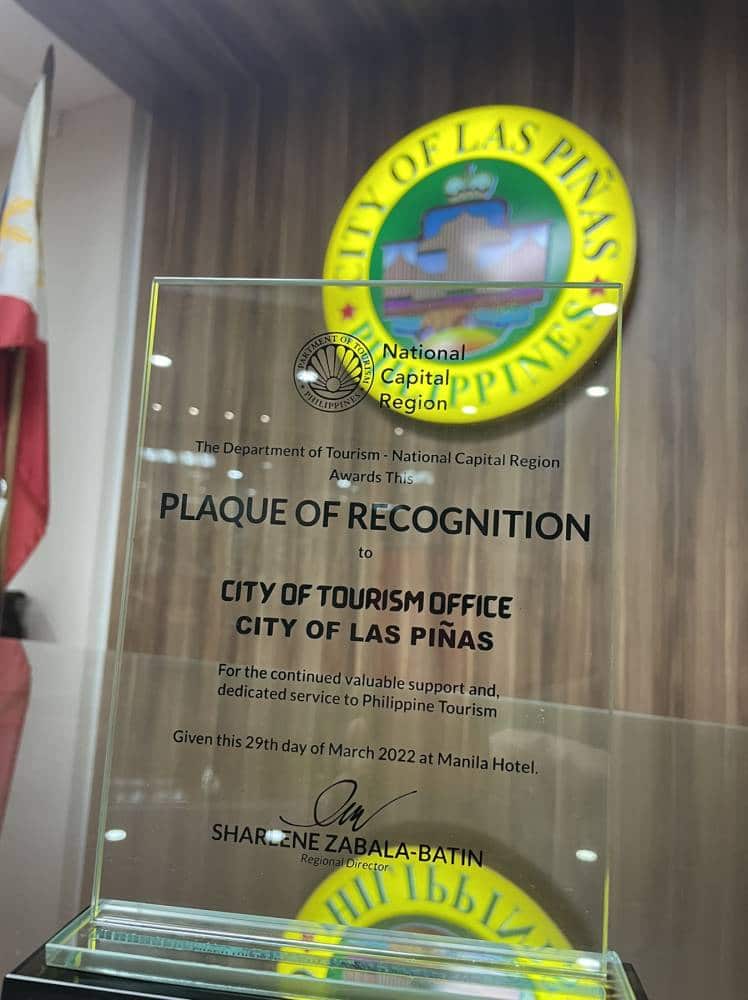 CITY OF LAS PIÑAS
PHILIPPINES
DEPARTMENT OF TOURISM
PHILIPPINES
National
Capital
Region
The Department of Tourism - National Capital Region
Awards This
PLAQUE OF RECOGNITION
to
CITY OF TOURISM OFFICE
CITY OF LAS PIÑAS
For the continued valuable support and,
dedicated service to Philippine Tourism
Given this 29th day of March 2022 at Manila Hotel.
SHARLENE ZABALA-BATIN
Regional Director